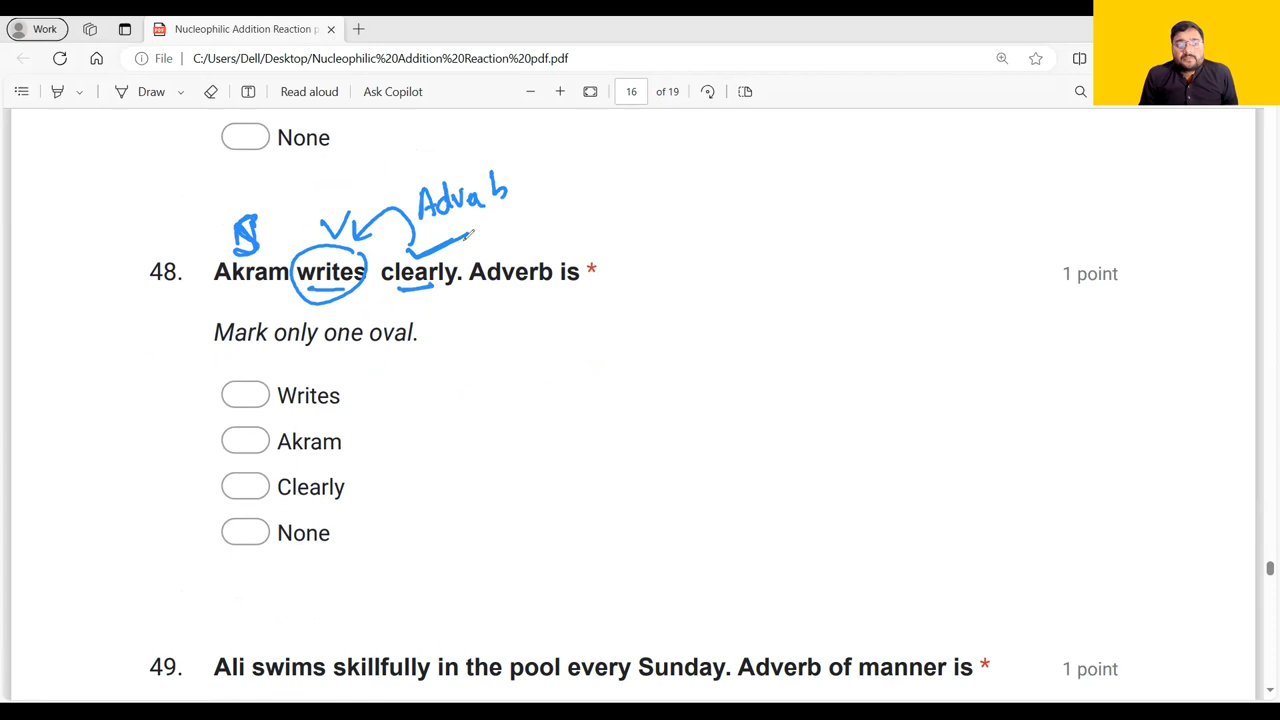 Work
Nucleophilic Addition Reaction p
File
C:/Users/Dell/Desktop/Nucleophilic%20Addition%20Reaction%20pdf.pdf
Draw
Read aloud
Ask Copilot
16 of 19
None
Advab
N V
48. Akram writes clearly. Adverb is * 1 point
Mark only one oval.
Writes
Akram
Clearly
None
49. Ali swims skillfully in the pool every Sunday. Adverb of manner is * 1 point